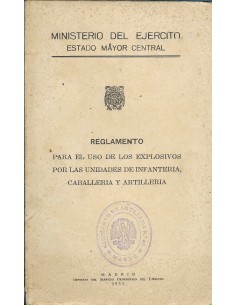 MINISTERIO DEL EJERCITO
ESTADO MAYOR CENTRAL
REGLAMENTO
PARA EL USO DE LOS EXPLOSIVOS
POR LAS UNIDADES DE INFANTERIA,
CABALLERIA Y ARTILLERIA
MADRID